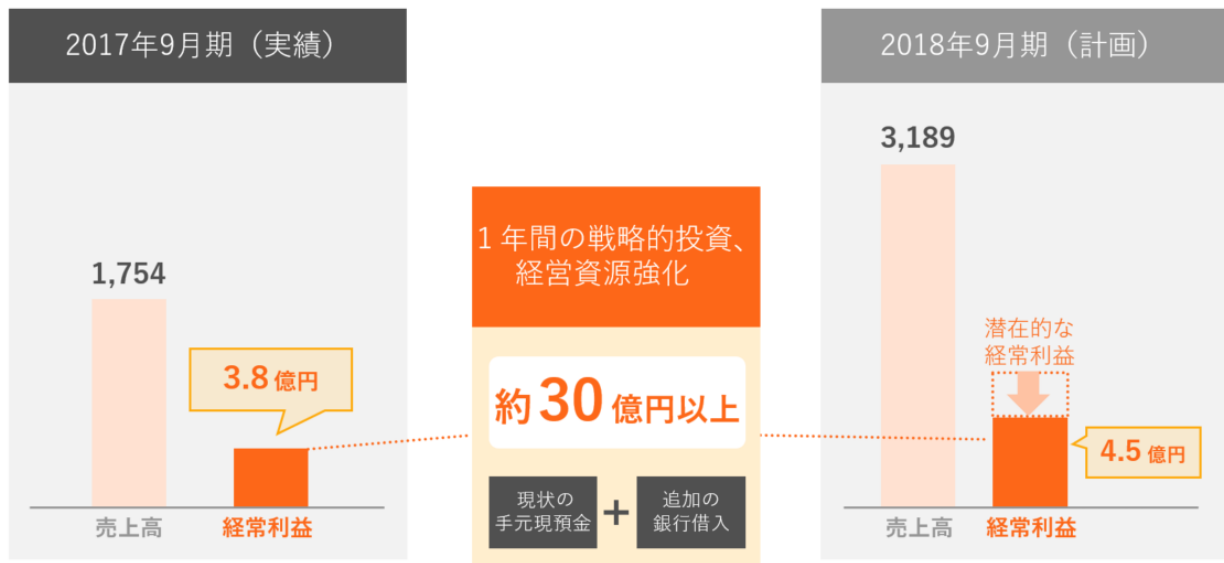 2017年9月期（実績）
1,754
3.8 億円
売上高
経常利益
１年間の戦略的投資、
経営資源強化
約30億円以上
現状の
手元現預金
+
追加の
銀行借入
2018年9月期（計画）
3,189
潜在的な
経常利益
4.5 億円
売上高
経常利益